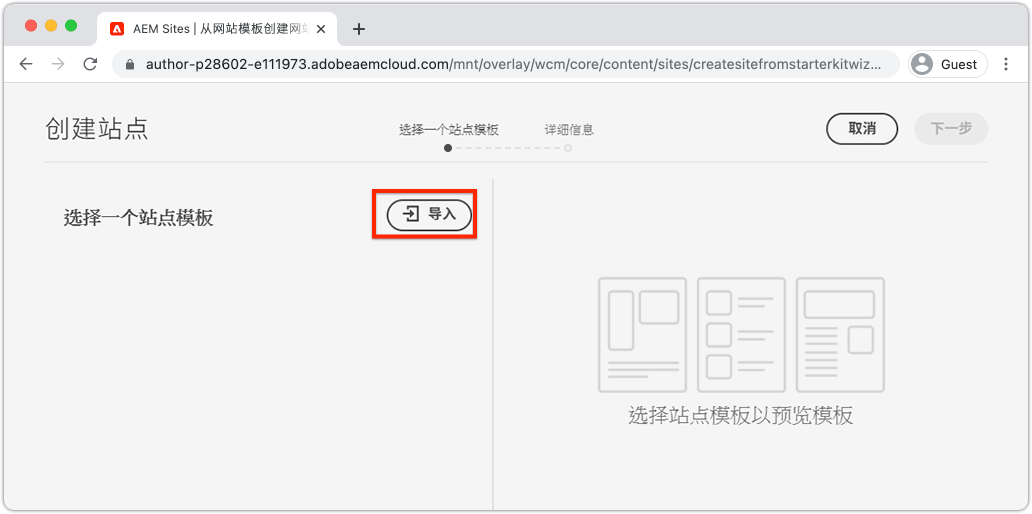 AEM Sites | 从网站模板创建网站
author-p28602-e111973.adobeaemcloud.com/mnt/overlay/wcm/core/content/sites/createsitefromstarterkitwiz...
Guest
创建站点
选择一个站点模板
详细信息
取消
下一步
选择一个站点模板
导入
选择站点模板以预览模板